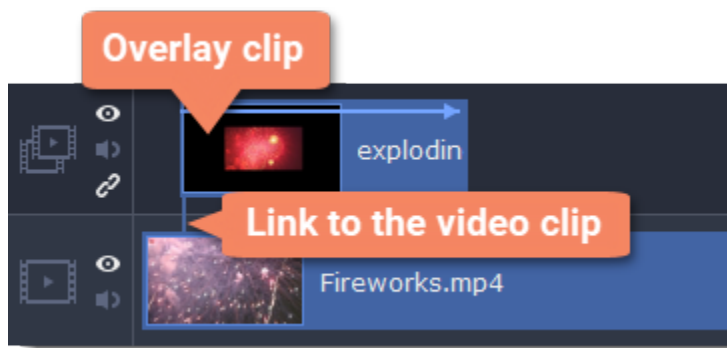 Overlay clip
explodin
Link to the video clip
Fireworks.mp4